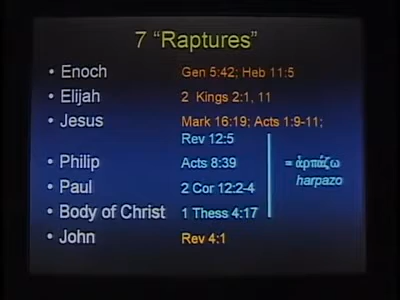 7 “Raptures”
• Enoch Gen 5:42; Heb 11:5
• Elijah 2 Kings 2:1, 11
• Jesus Mark 16:19; Acts 1:9-11;
Rev 12:5
• Philip Acts 8:39 = ἁρπάζω
• Paul 2 Cor 12:2-4 harpazo
• Body of Christ 1 Thess 4:17
• John Rev 4:1